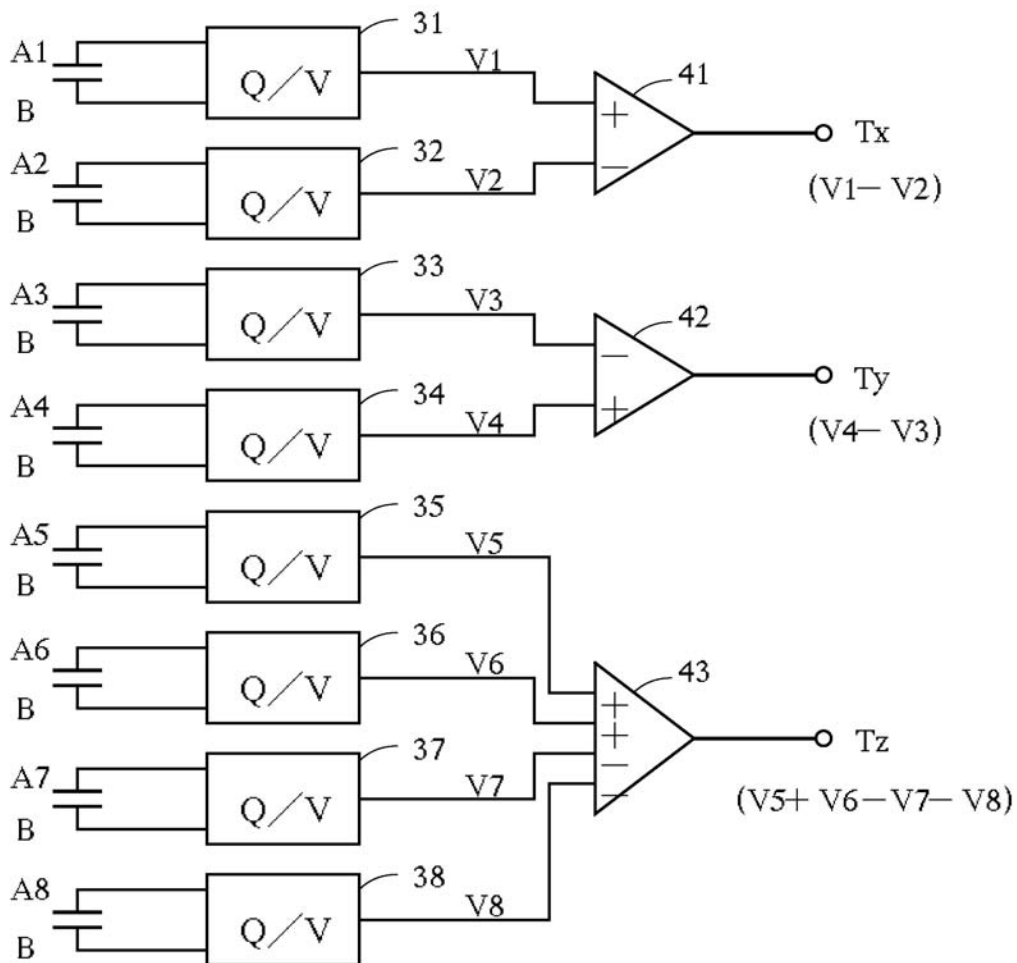 A1
B
Q/V
31
V1
A2
B
Q/V
32
V2
+
−
41
Tx
(V1− V2)
A3
B
Q/V
33
V3
A4
B
Q/V
34
V4
−
+
42
Ty
(V4− V3)
A5
B
Q/V
35
V5
A6
B
Q/V
36
V6
A7
B
Q/V
37
V7
A8
B
Q/V
38
V8
+
+
−
−
43
Tz
(V5+ V6−V7− V8)